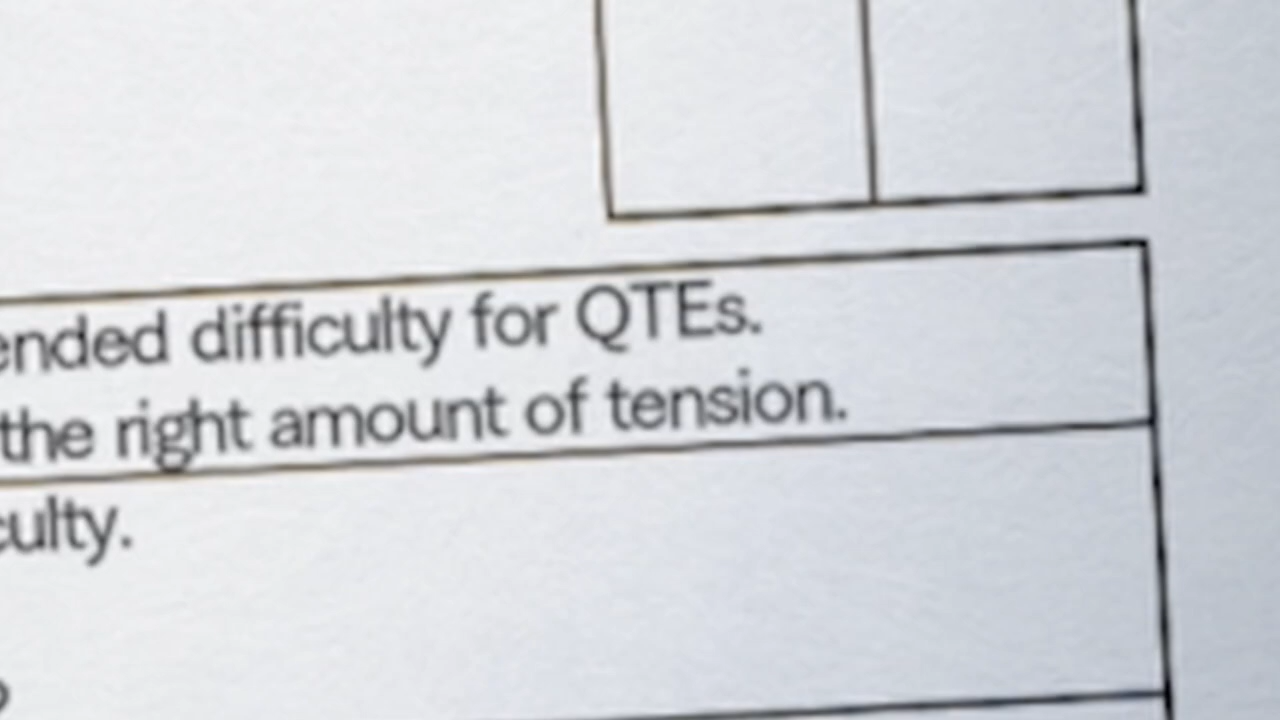 ended difficulty for QTEs.
the right amount of tension.
culty.